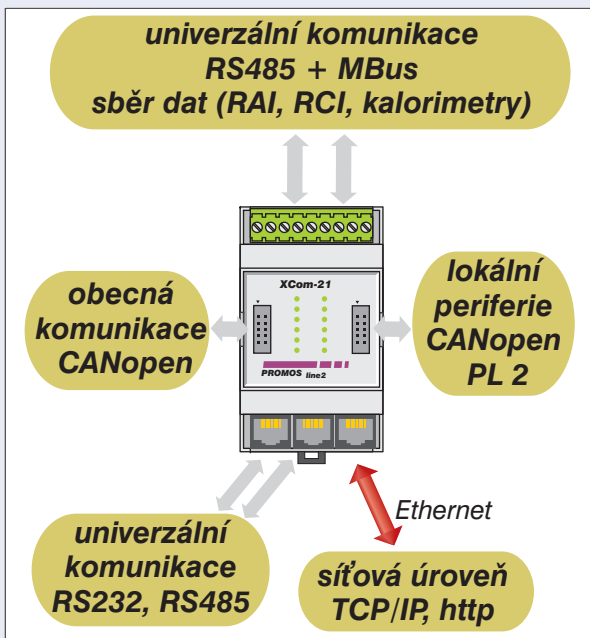 univerzální komunikace
RS485 + MBus
sběr dat (RAI, RCI, kalorimetry)
XCom-21
obecná
komunikace
CANopen
lokální
periferie
CANopen
PL 2
PROMOS line2
Ethernet
univerzální
komunikace
RS232, RS485
síťová úroveň
TCP/IP, http